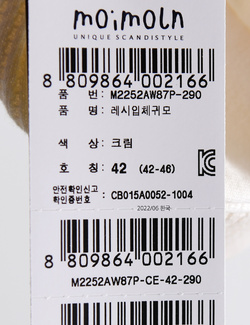 moimoln
UNIQUE SCANDISTYLE
8 809864 002166
품 번: M2252AW87P-290
품 명: 레시입체귀모
색 상: 크림
호 칭: 42 (42-46)
안전확인신고
확인증번호 : CB015A0052-1004
- 2022/06 한국 -
8 809864 002166
M2252AW87P-CE-42-290